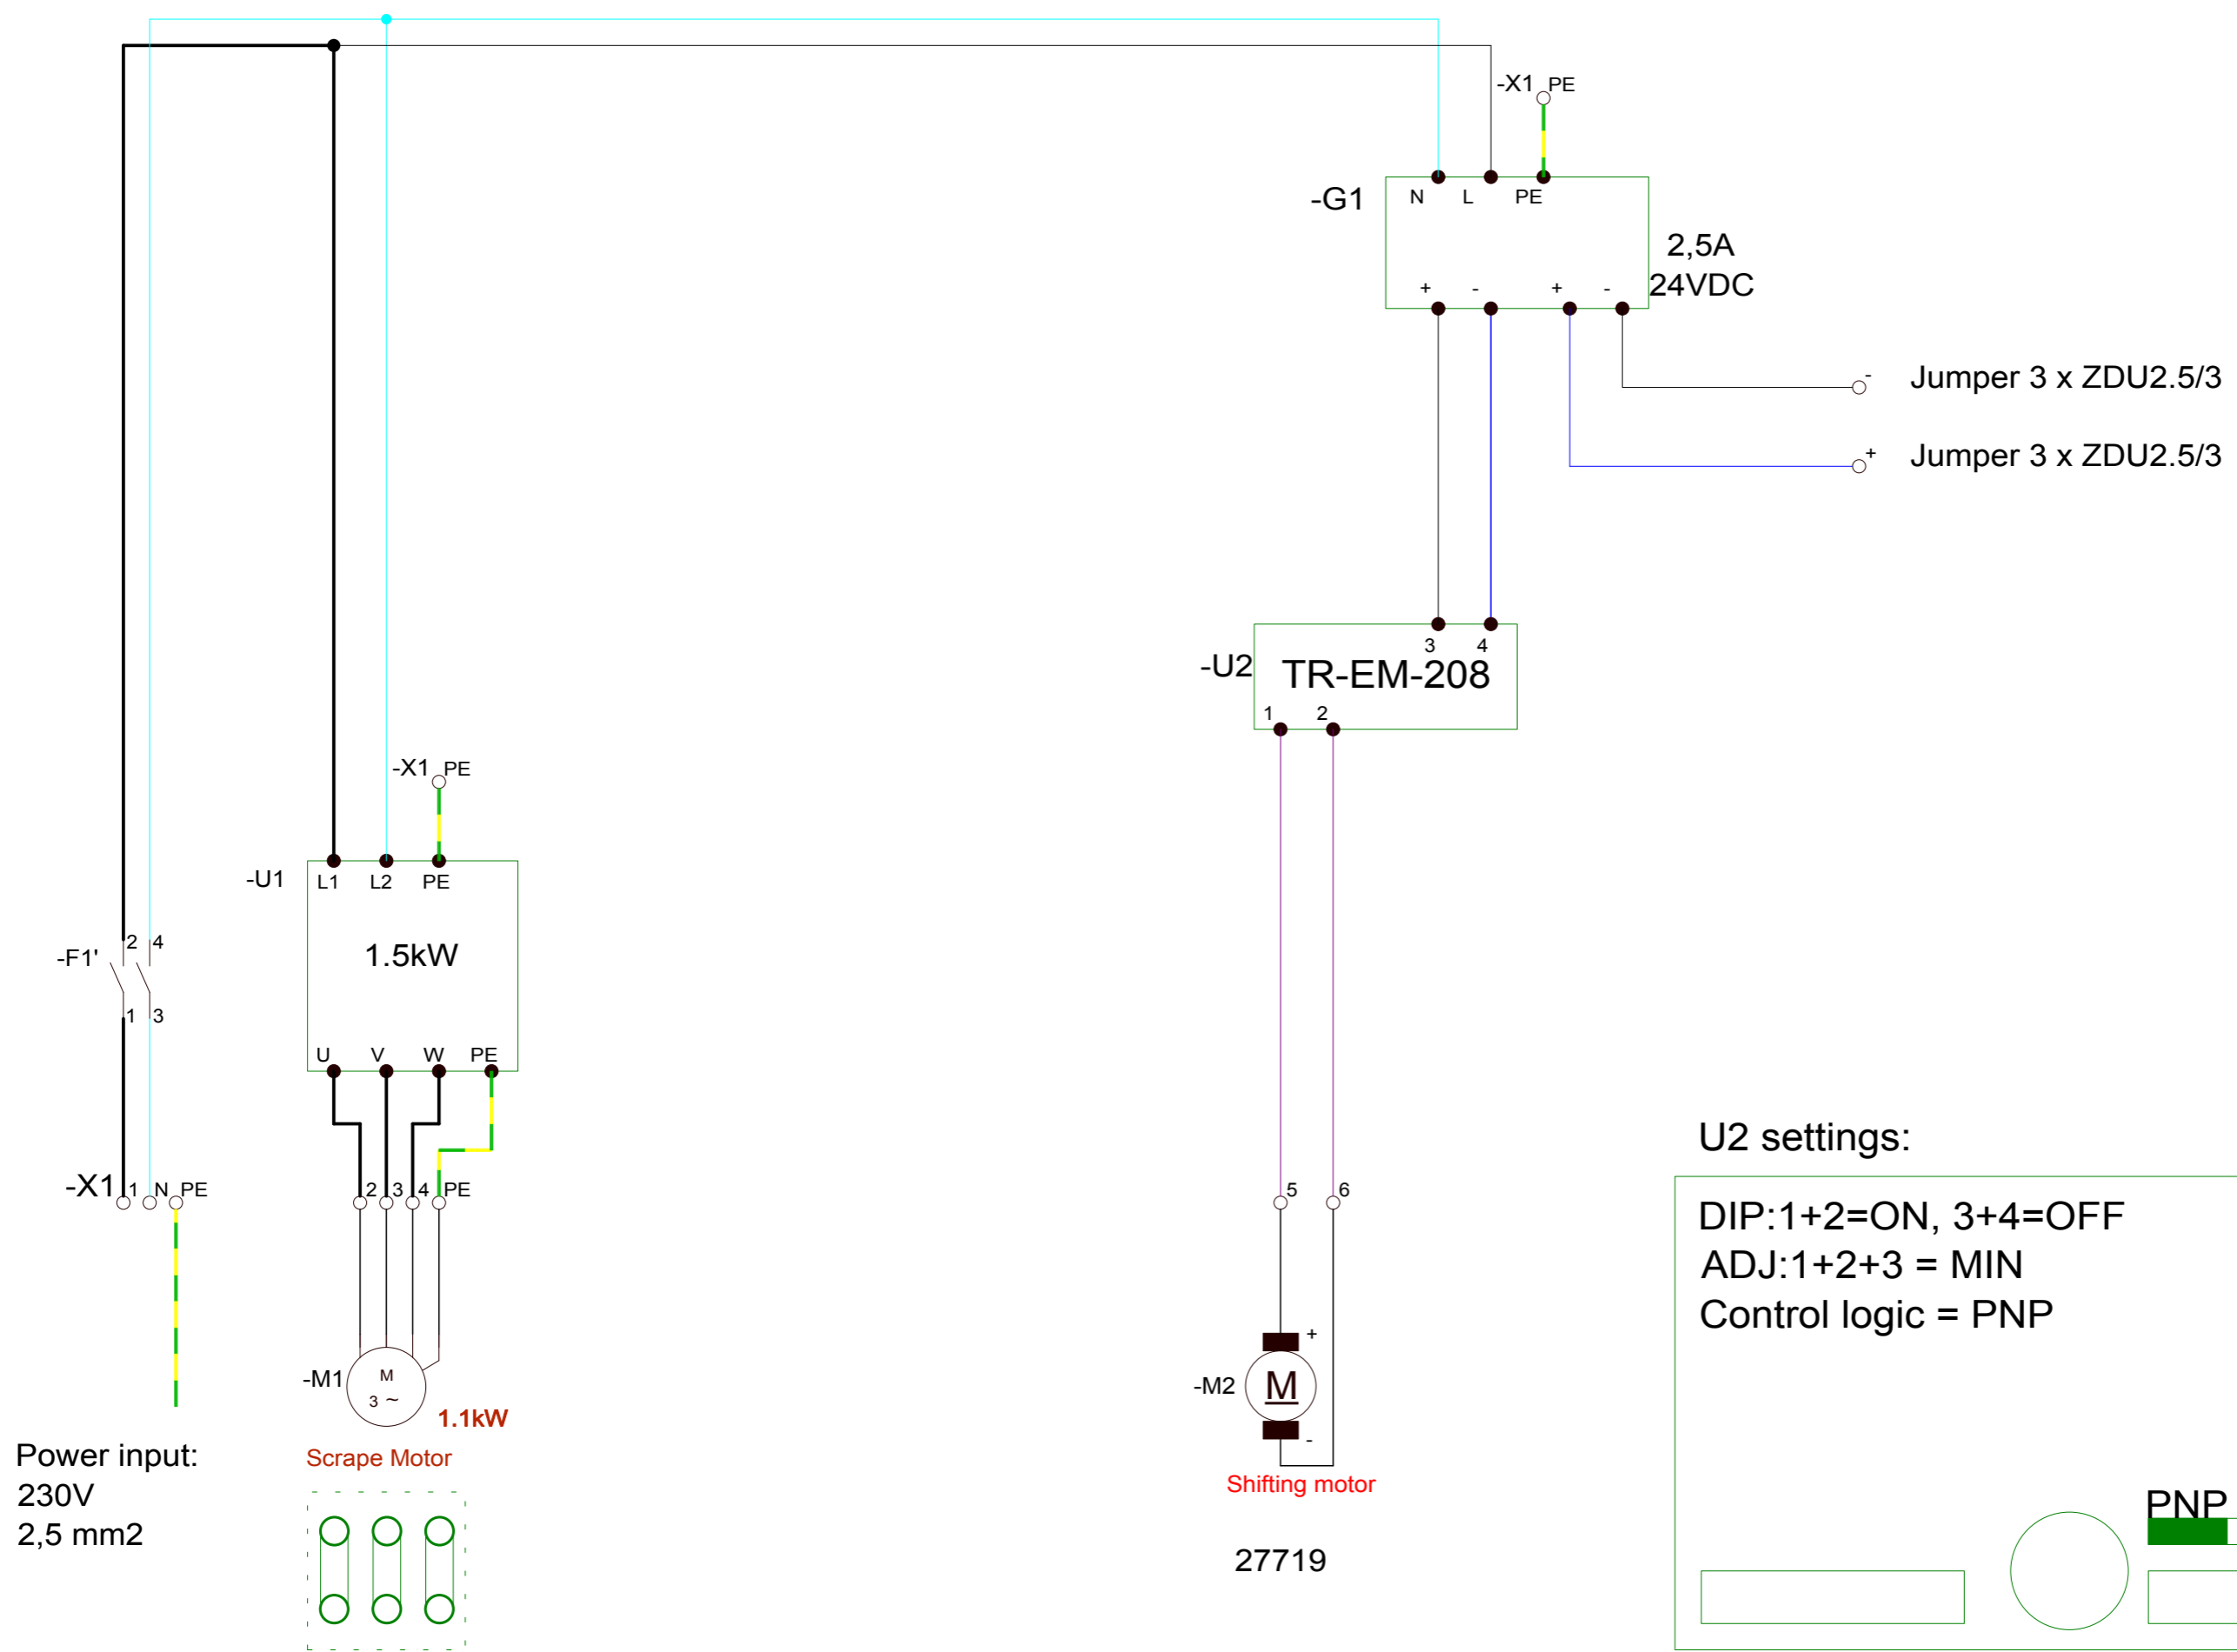 -X1 PE
-G1
N L PE
2,5A
24VDC
+ - + -
- Jumper 3 x ZDU2.5/3
+ Jumper 3 x ZDU2.5/3
3 4
-U2
TR-EM-208
1 2
-X1 PE
-U1
L1 L2 PE
1.5kW
-F1'
2 4
1 3
U V W PE
-X1 1 N PE
2 3 4 PE
5 6
-M1
M
3 ~
1.1kW
Scrape Motor
Power input:
230V
2,5 mm2
+
-M2
M
-
Shifting motor
27719
U2 settings:
DIP:1+2=ON, 3+4=OFF
ADJ:1+2+3 = MIN
Control logic = PNP
PNP